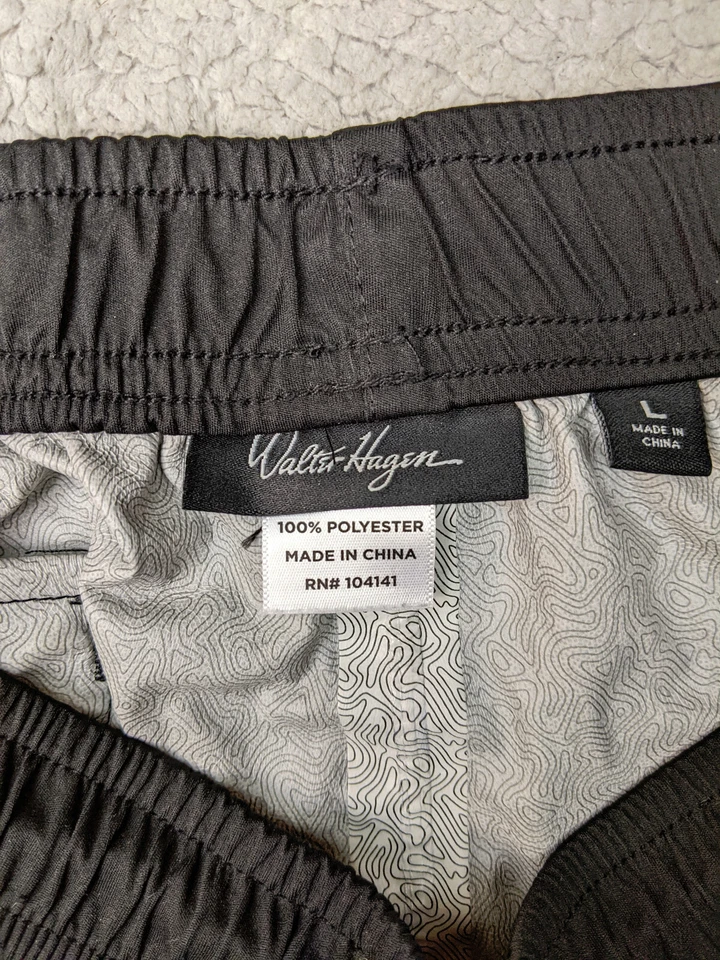 Walter Hagen
L
MADE IN
CHINA
100% POLYESTER
MADE IN CHINA
RN# 104141